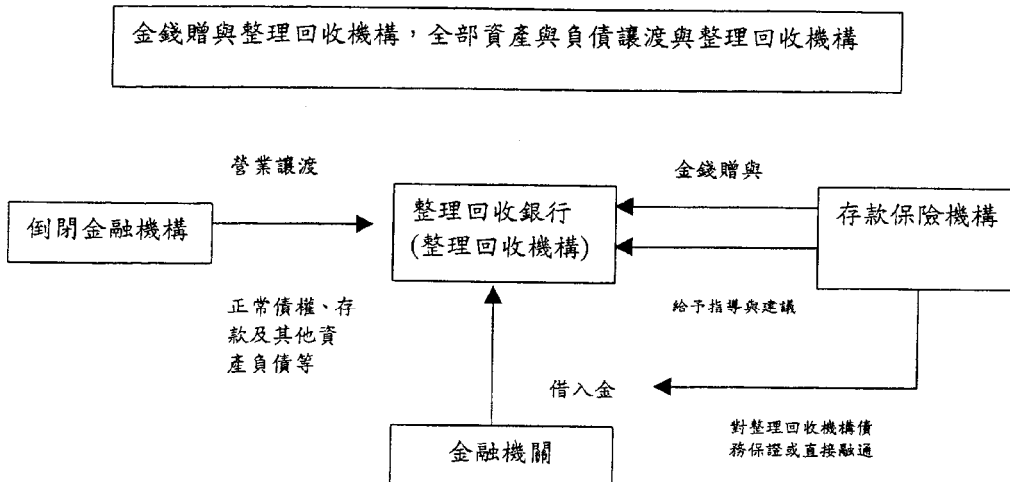 金錢贈與整理回收機構，全部資產與負債讓渡與整理回收機構
營業讓渡
金錢贈與
倒閉金融機構
整理回收銀行
(整理回收機構)
存款保險機構
正常債權、存
款及其他資
產負債等
給予指導與建議
借入金
對整理回收機構債
務保證或直接融通
金融機關